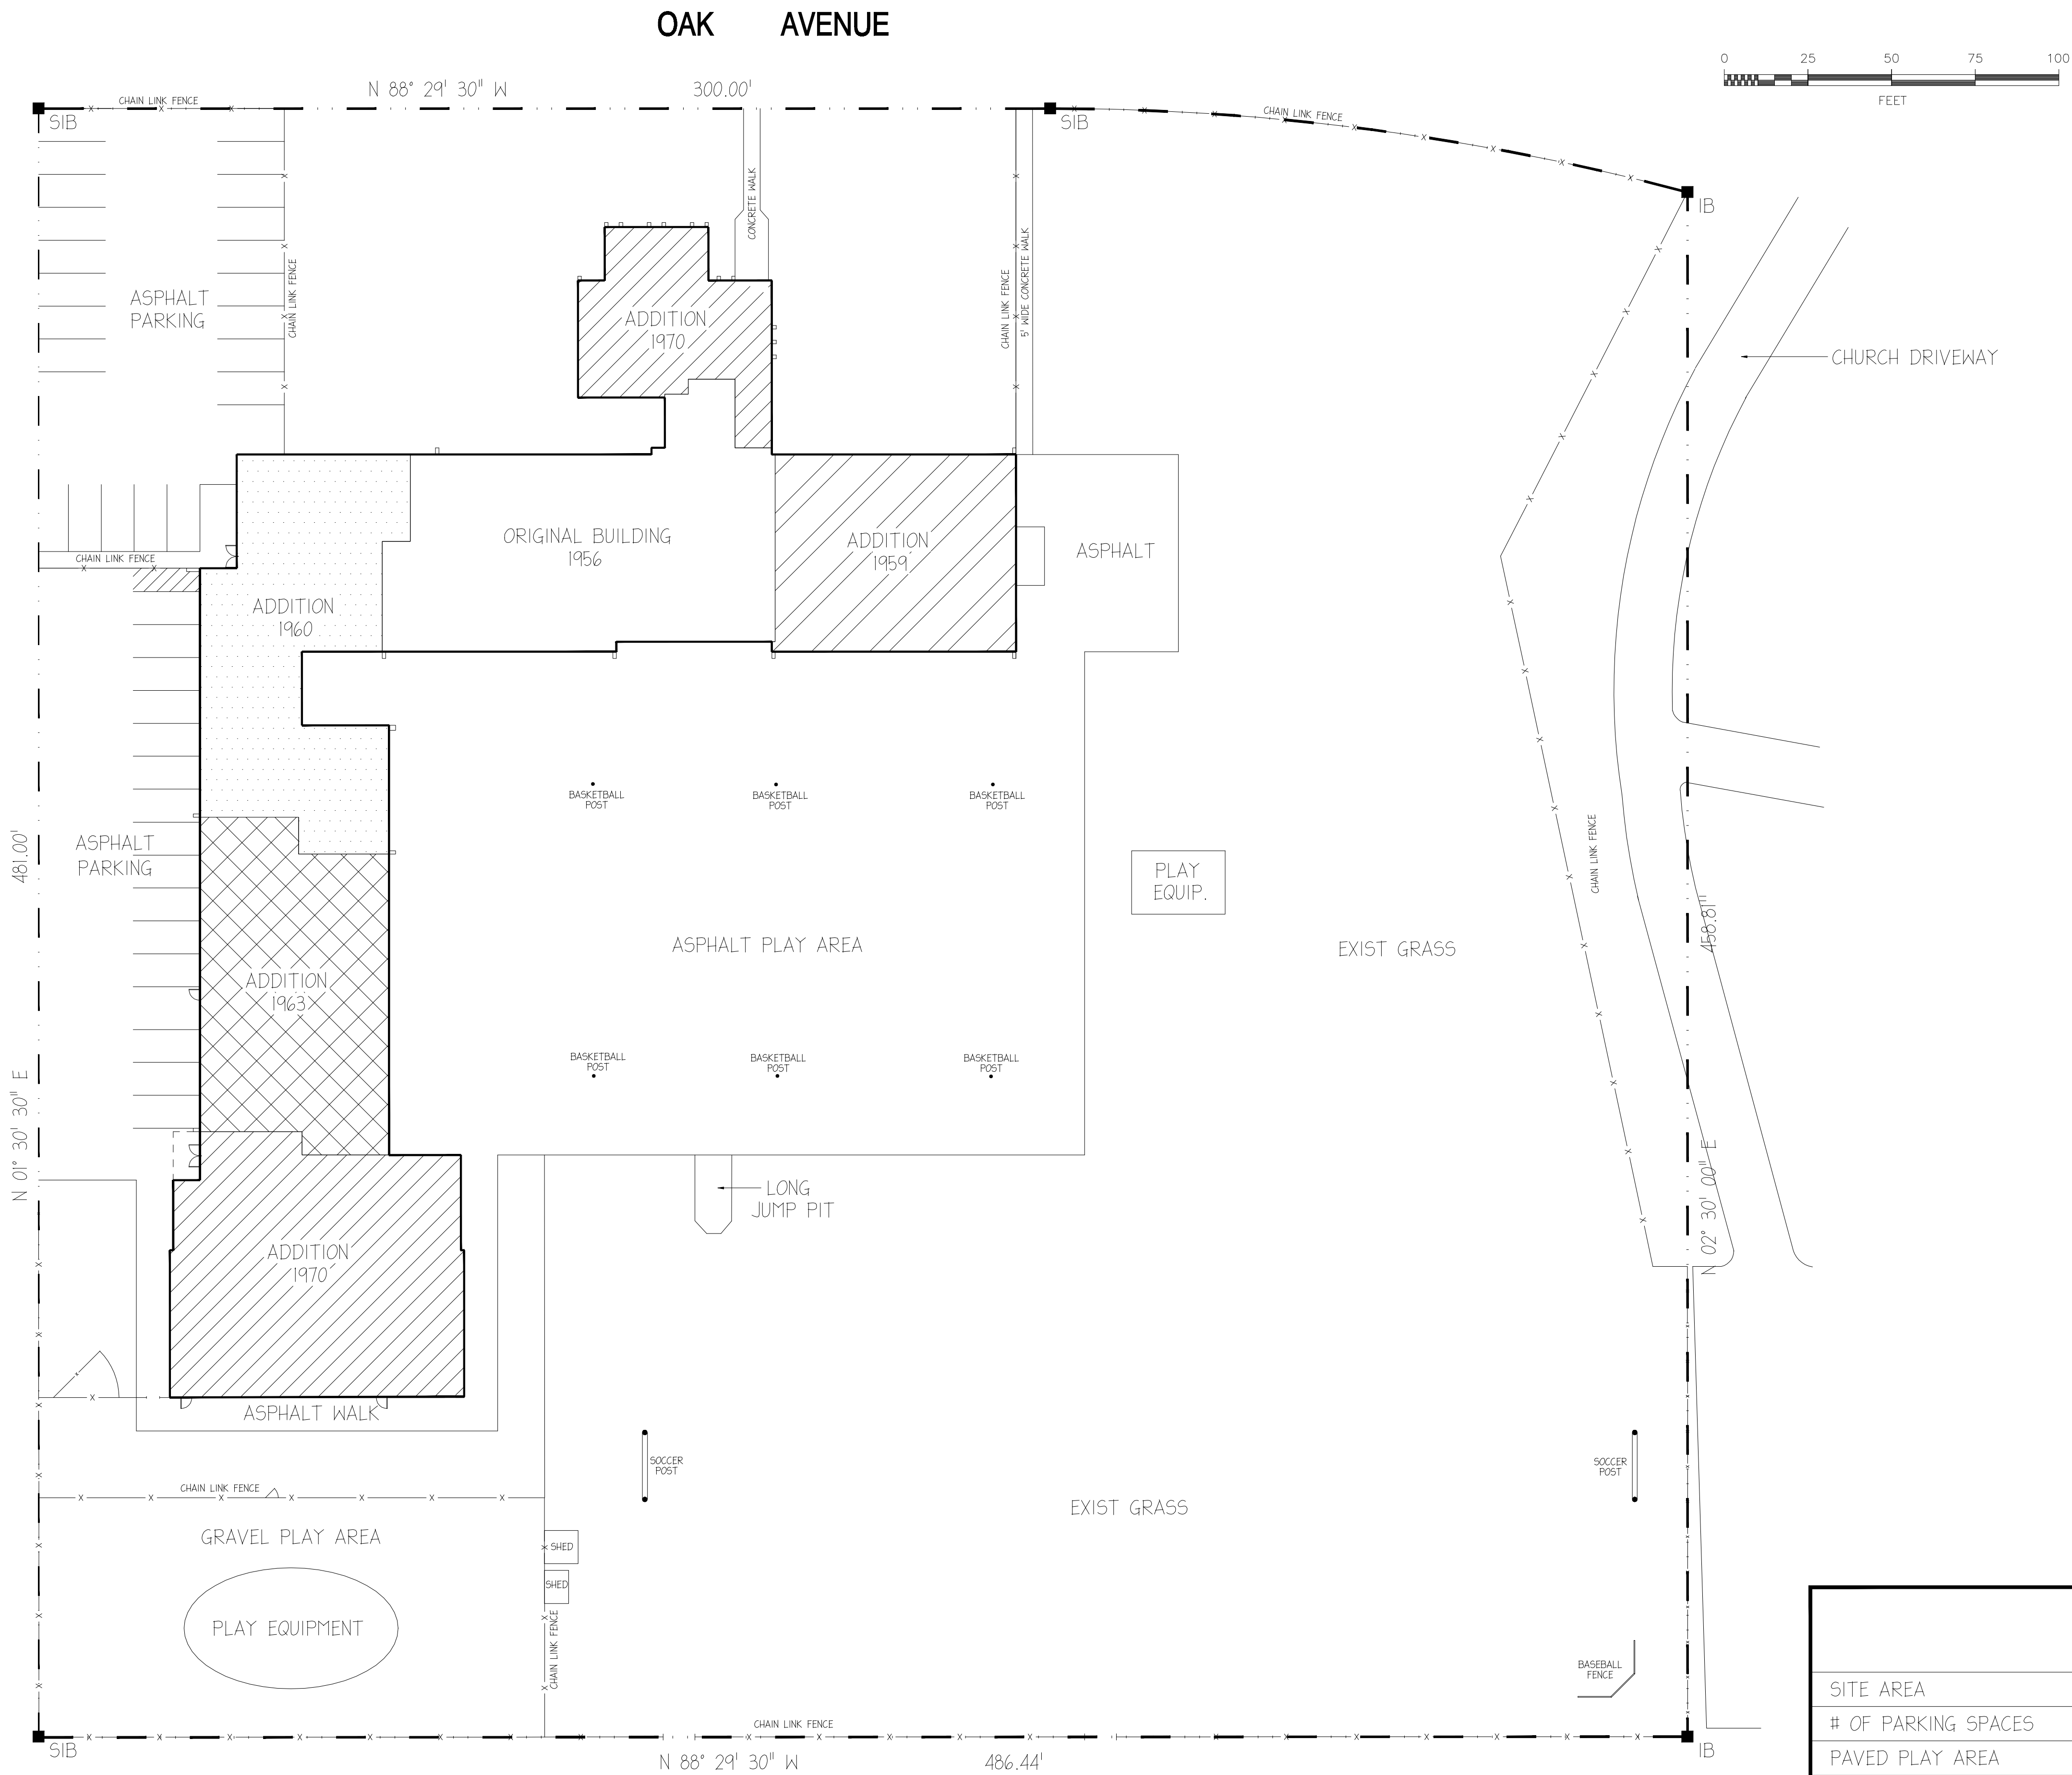 OAK AVENUE
0 25 50 75 100
FEET
N 88° 29' 30" W 300.00'
CHAIN LINK FENCE
SIB
SIB
CHAIN LINK FENCE
IB
CONCRETE WALK
CHAIN LINK FENCE
CHAIN LINK FENCE
5' WIDE CONCRETE WALK
ASPHALT
PARKING
ADDITION
1970
CHURCH DRIVEWAY
CHAIN LINK FENCE
ORIGINAL BUILDING
1956
ADDITION
1959
ASPHALT
ADDITION
1960
BASKETBALL
POST
BASKETBALL
POST
BASKETBALL
POST
481.00'
N 01° 30' 30" E
ASPHALT
PARKING
PLAY
EQUIP.
CHAIN LINK FENCE
458.81'
N 02° 30' 00" E
ASPHALT PLAY AREA
EXIST GRASS
ADDITION
1963
BASKETBALL
POST
BASKETBALL
POST
BASKETBALL
POST
LONG
JUMP PIT
ADDITION
1970
ASPHALT WALK
SOCCER
POST
SOCCER
POST
CHAIN LINK FENCE
EXIST GRASS
GRAVEL PLAY AREA
SHED
SHED
PLAY EQUIPMENT
CHAIN LINK FENCE
BASEBALL
FENCE
CHAIN LINK FENCE
SIB
N 88° 29' 30" W 486.44'
IB
SITE AREA
# OF PARKING SPACES
PAVED PLAY AREA